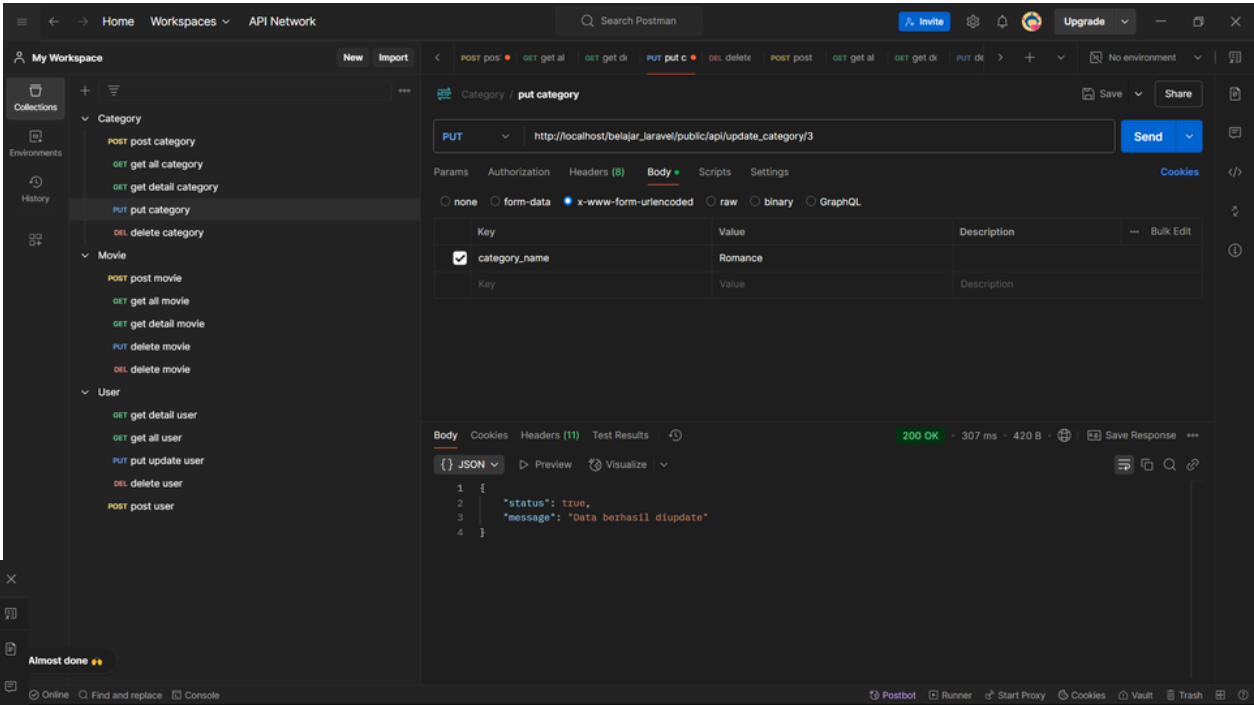 Home Workspaces API Network Search Postman Invite Upgrade
My Workspace New Import POST pos GET get al GET get de PUT put c DEL delete POST post GET get al GET get de PUT de No environment
Collections
Environments
History
Category
POST post category
GET get all category
GET get detail category
PUT put category
DEL delete category
Movie
POST post movie
GET get all movie
GET get detail movie
PUT delete movie
DEL delete movie
User
GET get detail user
GET get all user
PUT put update user
DEL delete user
POST post user
HTTP Category / put category Save Share
PUT http://localhost/belajar_laravel/public/api/update_category/3 Send
Params Authorization Headers (8) Body Scripts Settings Cookies
none form-data x-www-form-urlencoded raw binary GraphQL
Key Value Description Bulk Edit
category_name Romance
Key Value Description
Body Cookies Headers (11) Test Results 200 OK 307 ms 420 B Save Response
{} JSON Preview Visualize
1 {
2 "status": true,
3 "message": "Data berhasil diupdate"
4 }
Almost done 🙌
Online Find and replace Console Postbot Runner Start Proxy Cookies Vault Trash